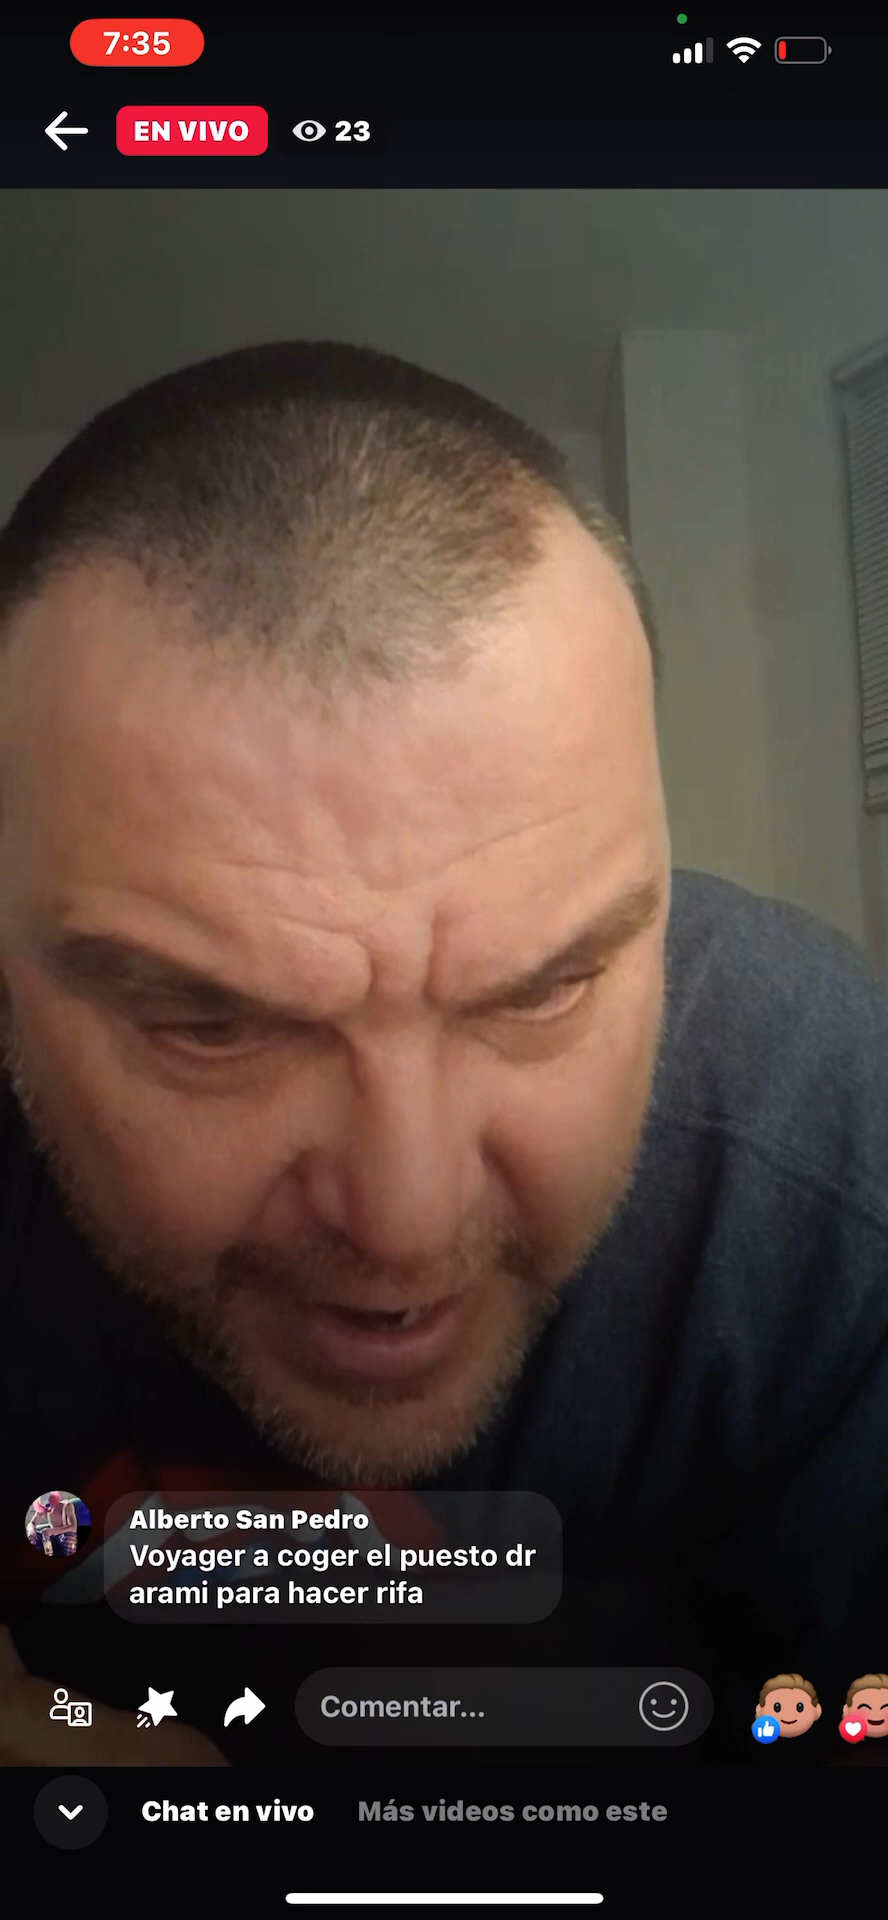 7:35
EN VIVO 23
Alberto San Pedro
Voyager a coger el puesto dr
arami para hacer rifa
Comentar...
Chat en vivo Más videos como este